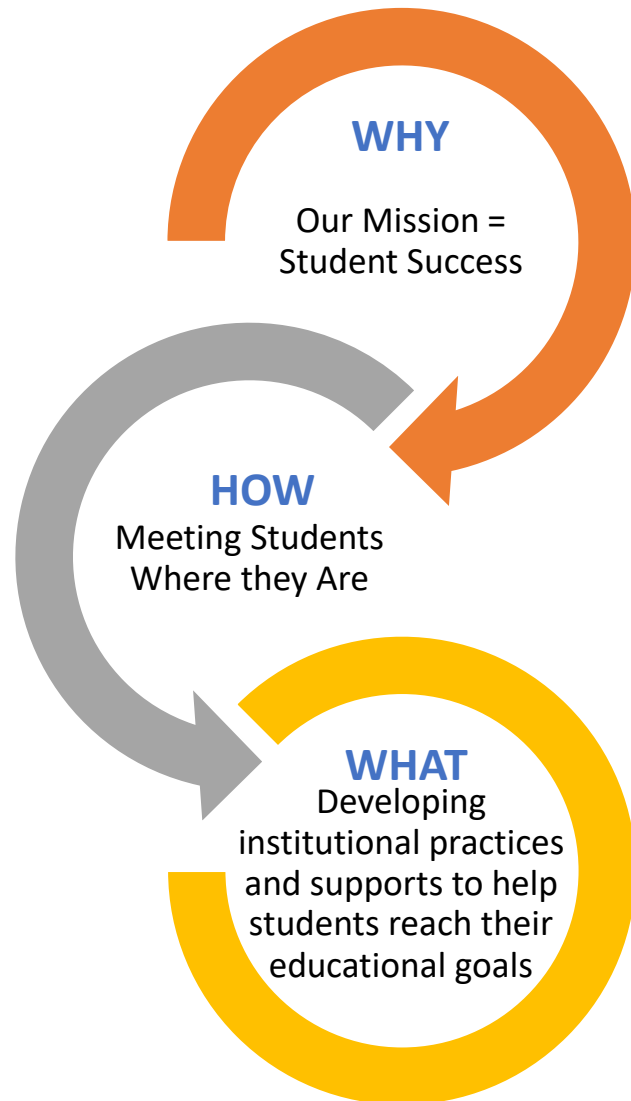 WHY
Our Mission =
Student Success
HOW
Meeting Students
Where they Are
WHAT
Developing
institutional practices
and supports to help
students reach their
educational goals